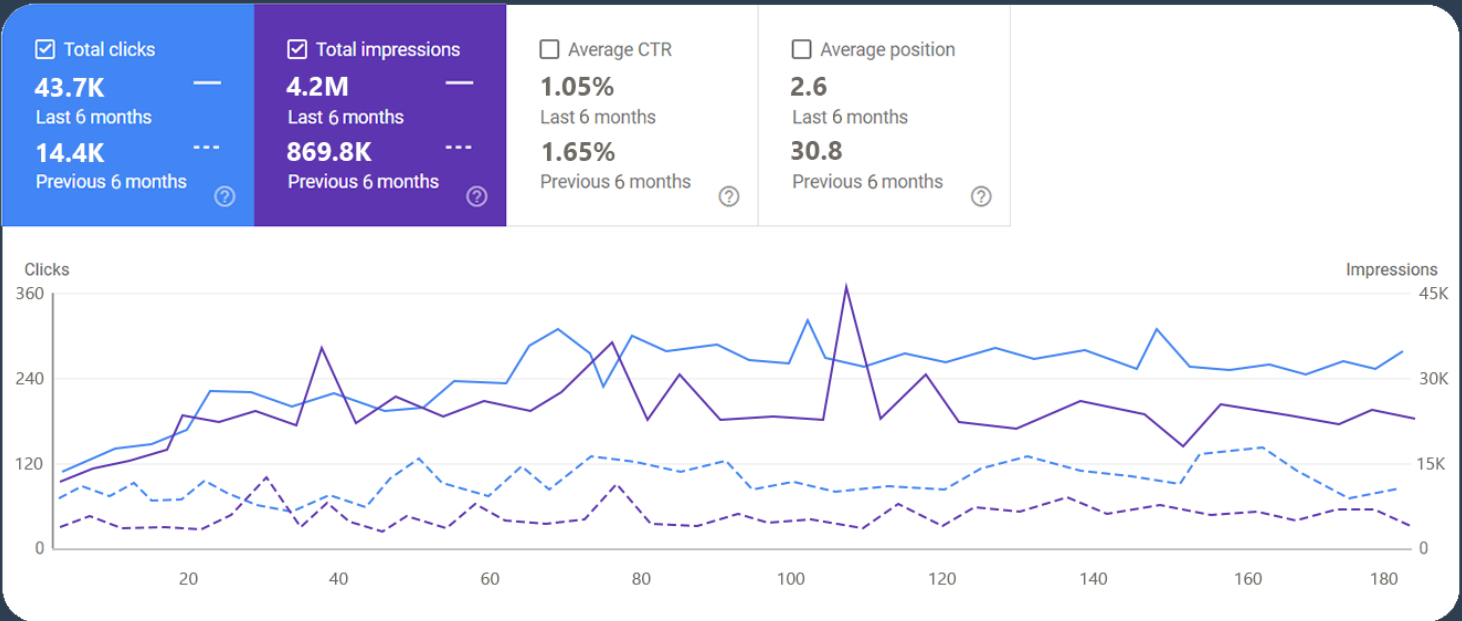 Total clicks
43.7K
Last 6 months
14.4K
Previous 6 months
?
Total impressions
4.2M
Last 6 months
869.8K
Previous 6 months
?
Average CTR
1.05%
Last 6 months
1.65%
Previous 6 months
?
Average position
2.6
Last 6 months
30.8
Previous 6 months
?
Clicks
Impressions
360
45K
240
30K
120
15K
0
0
20 40 60 80 100 120 140 160 180